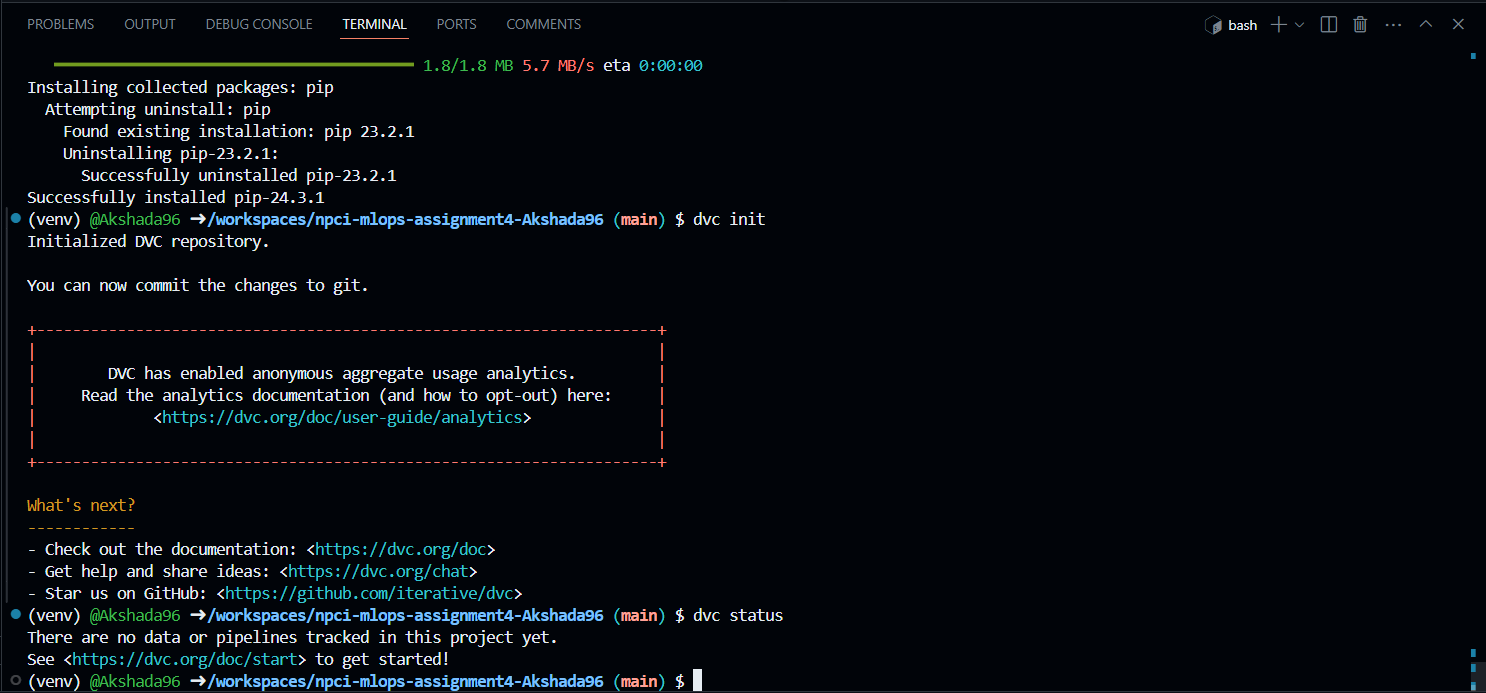 PROBLEMS OUTPUT DEBUG CONSOLE TERMINAL PORTS COMMENTS bash
1.8/1.8 MB 5.7 MB/s eta 0:00:00
Installing collected packages: pip
  Attempting uninstall: pip
    Found existing installation: pip 23.2.1
    Uninstalling pip-23.2.1:
      Successfully uninstalled pip-23.2.1
Successfully installed pip-24.3.1
(venv) @Akshada96 ➜/workspaces/npci-mlops-assignment4-Akshada96 (main) $ dvc init
Initialized DVC repository.
You can now commit the changes to git.
+---------------------------------------------------------------------+
|                                                                     |
|        DVC has enabled anonymous aggregate usage analytics.         |
|     Read the analytics documentation (and how to opt-out) here:     |
|             <https://dvc.org/doc/user-guide/analytics>              |
|                                                                     |
+---------------------------------------------------------------------+
What's next?
------------
- Check out the documentation: <https://dvc.org/doc>
- Get help and share ideas: <https://dvc.org/chat>
- Star us on GitHub: <https://github.com/iterative/dvc>
(venv) @Akshada96 ➜/workspaces/npci-mlops-assignment4-Akshada96 (main) $ dvc status
There are no data or pipelines tracked in this project yet.
See <https://dvc.org/doc/start> to get started!
(venv) @Akshada96 ➜/workspaces/npci-mlops-assignment4-Akshada96 (main) $